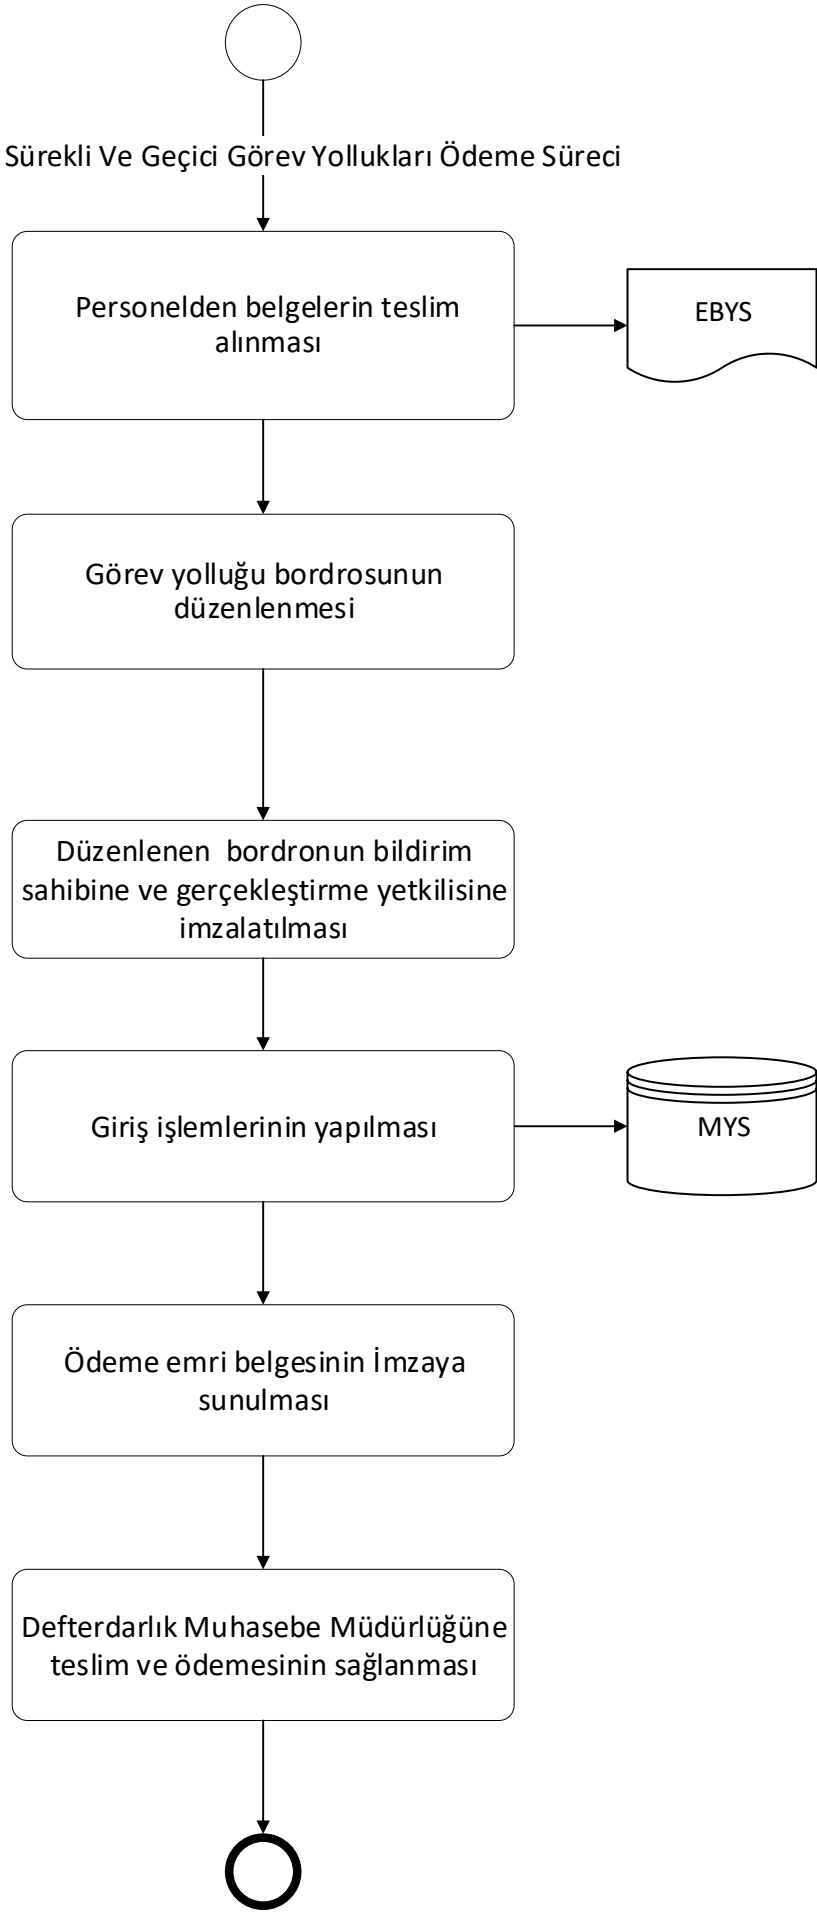 Sürekli Ve Geçici Görev Yollukları Ödeme Süreci
Personelden belgelerin teslim
alınması
EBYS
Görev yolluğu bordrosunun
düzenlenmesi
Düzenlenen  bordronun bildirim
sahibine ve gerçekleştirme yetkilisine
imzalatılması
Giriş işlemlerinin yapılması
MYS
Ödeme emri belgesinin İmzaya
sunulması
Defterdarlık Muhasebe Müdürlüğüne
teslim ve ödemesinin sağlanması